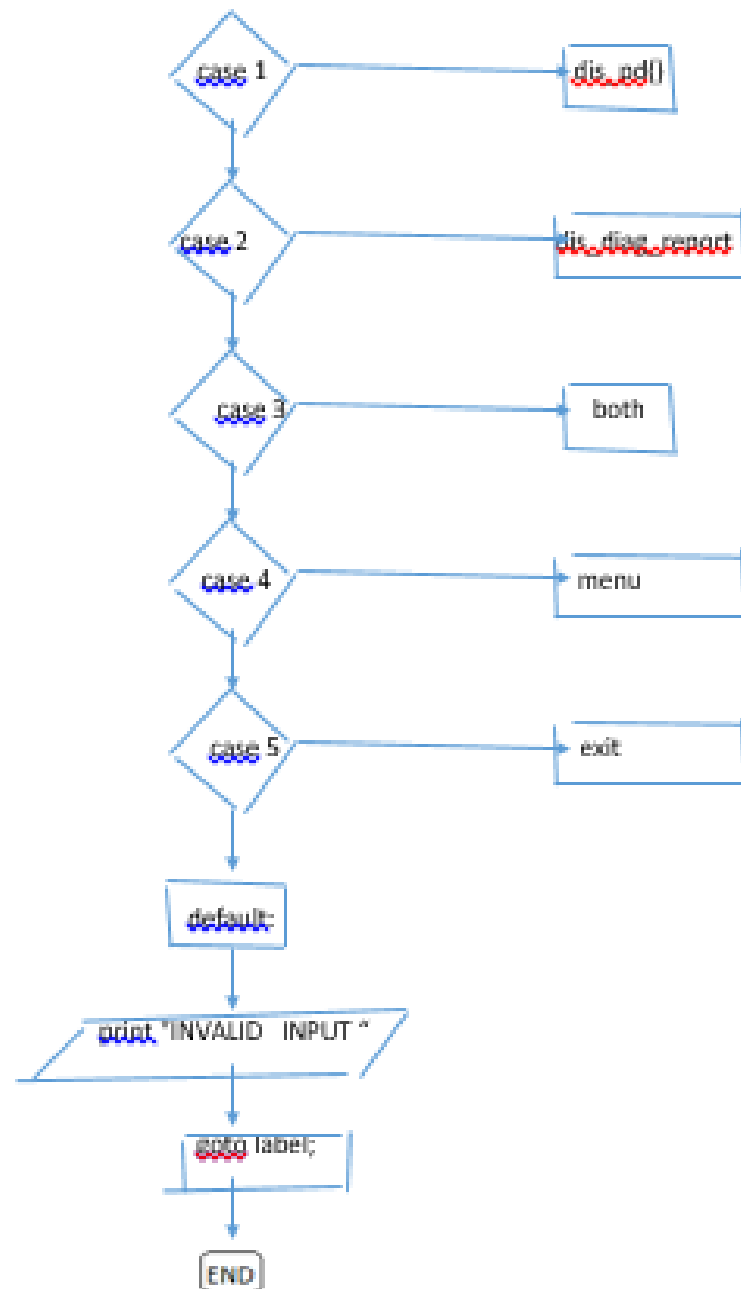 case 1
dis_pd()
case 2
dis_diag_report
case 3
both
case 4
menu
case 5
exit
default:
print "INVALID INPUT “
goto label;
END